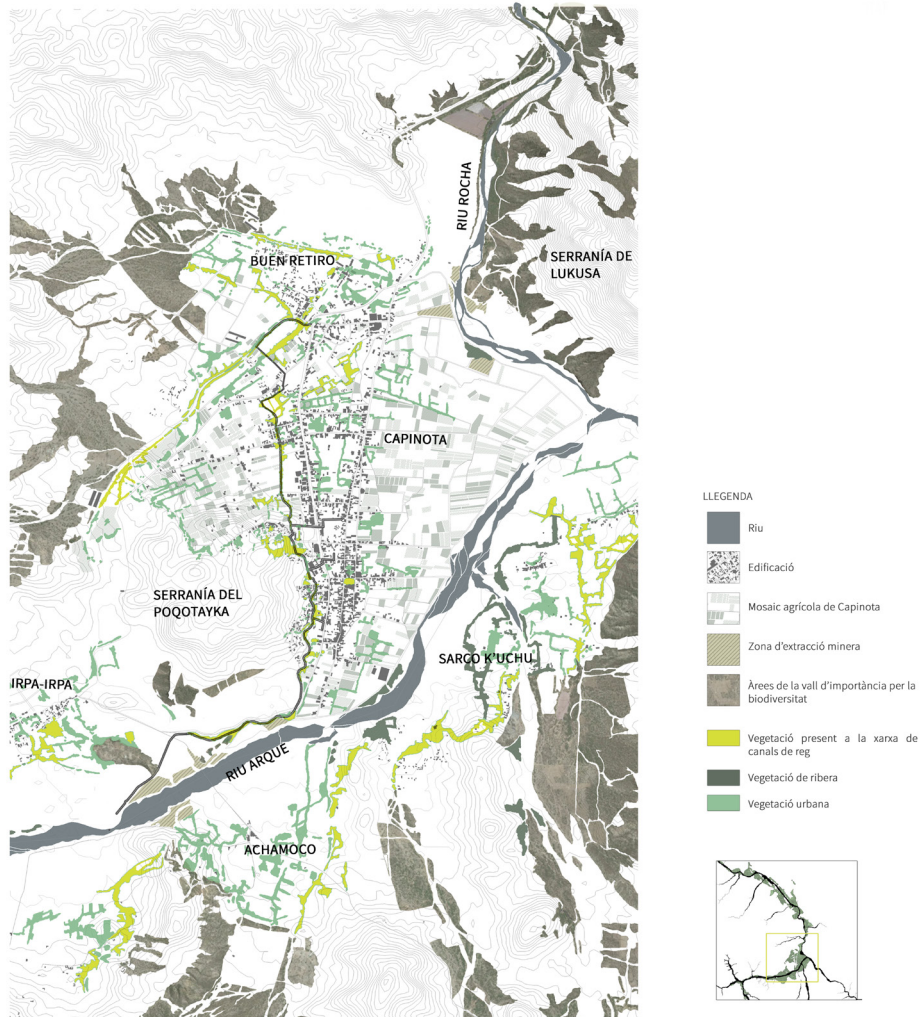 RIU ROCHA
SERRANÍA DE
LUKUSA
BUEN RETIRO
CAPINOTA
SERRANÍA DEL
POQOTAYKA
SARCO K'UCHU
IRPA-IRPA
RIU ARQUE
ACHAMOCO
LLEGENDA
Riu
Edificació
Mosaic agrícola de Capinota
Zona d'extracció minera
Àrees de la vall d'importància per la
biodiversitat
Vegetació present a la xarxa de
canals de reg
Vegetació de ribera
Vegetació urbana